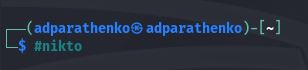 ┌──(adparathenko㉿adparathenko)-[~]
└─$ #nikto